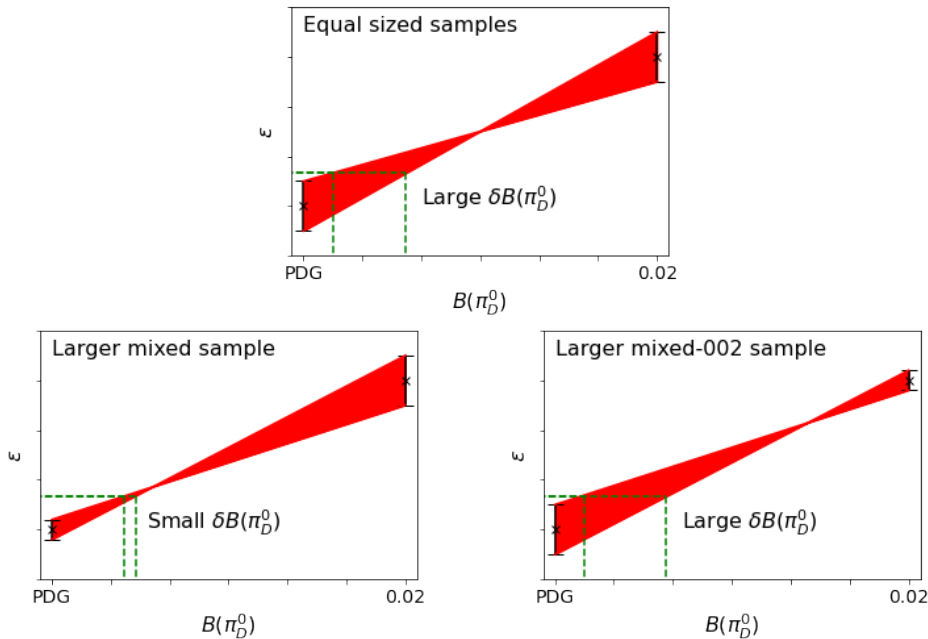 Equal sized samples
ε
Large δB(π⁰_D)
PDG
0.02
B(π⁰_D)
Larger mixed sample
ε
Small δB(π⁰_D)
PDG
0.02
B(π⁰_D)
Larger mixed-002 sample
ε
Large δB(π⁰_D)
PDG
0.02
B(π⁰_D)